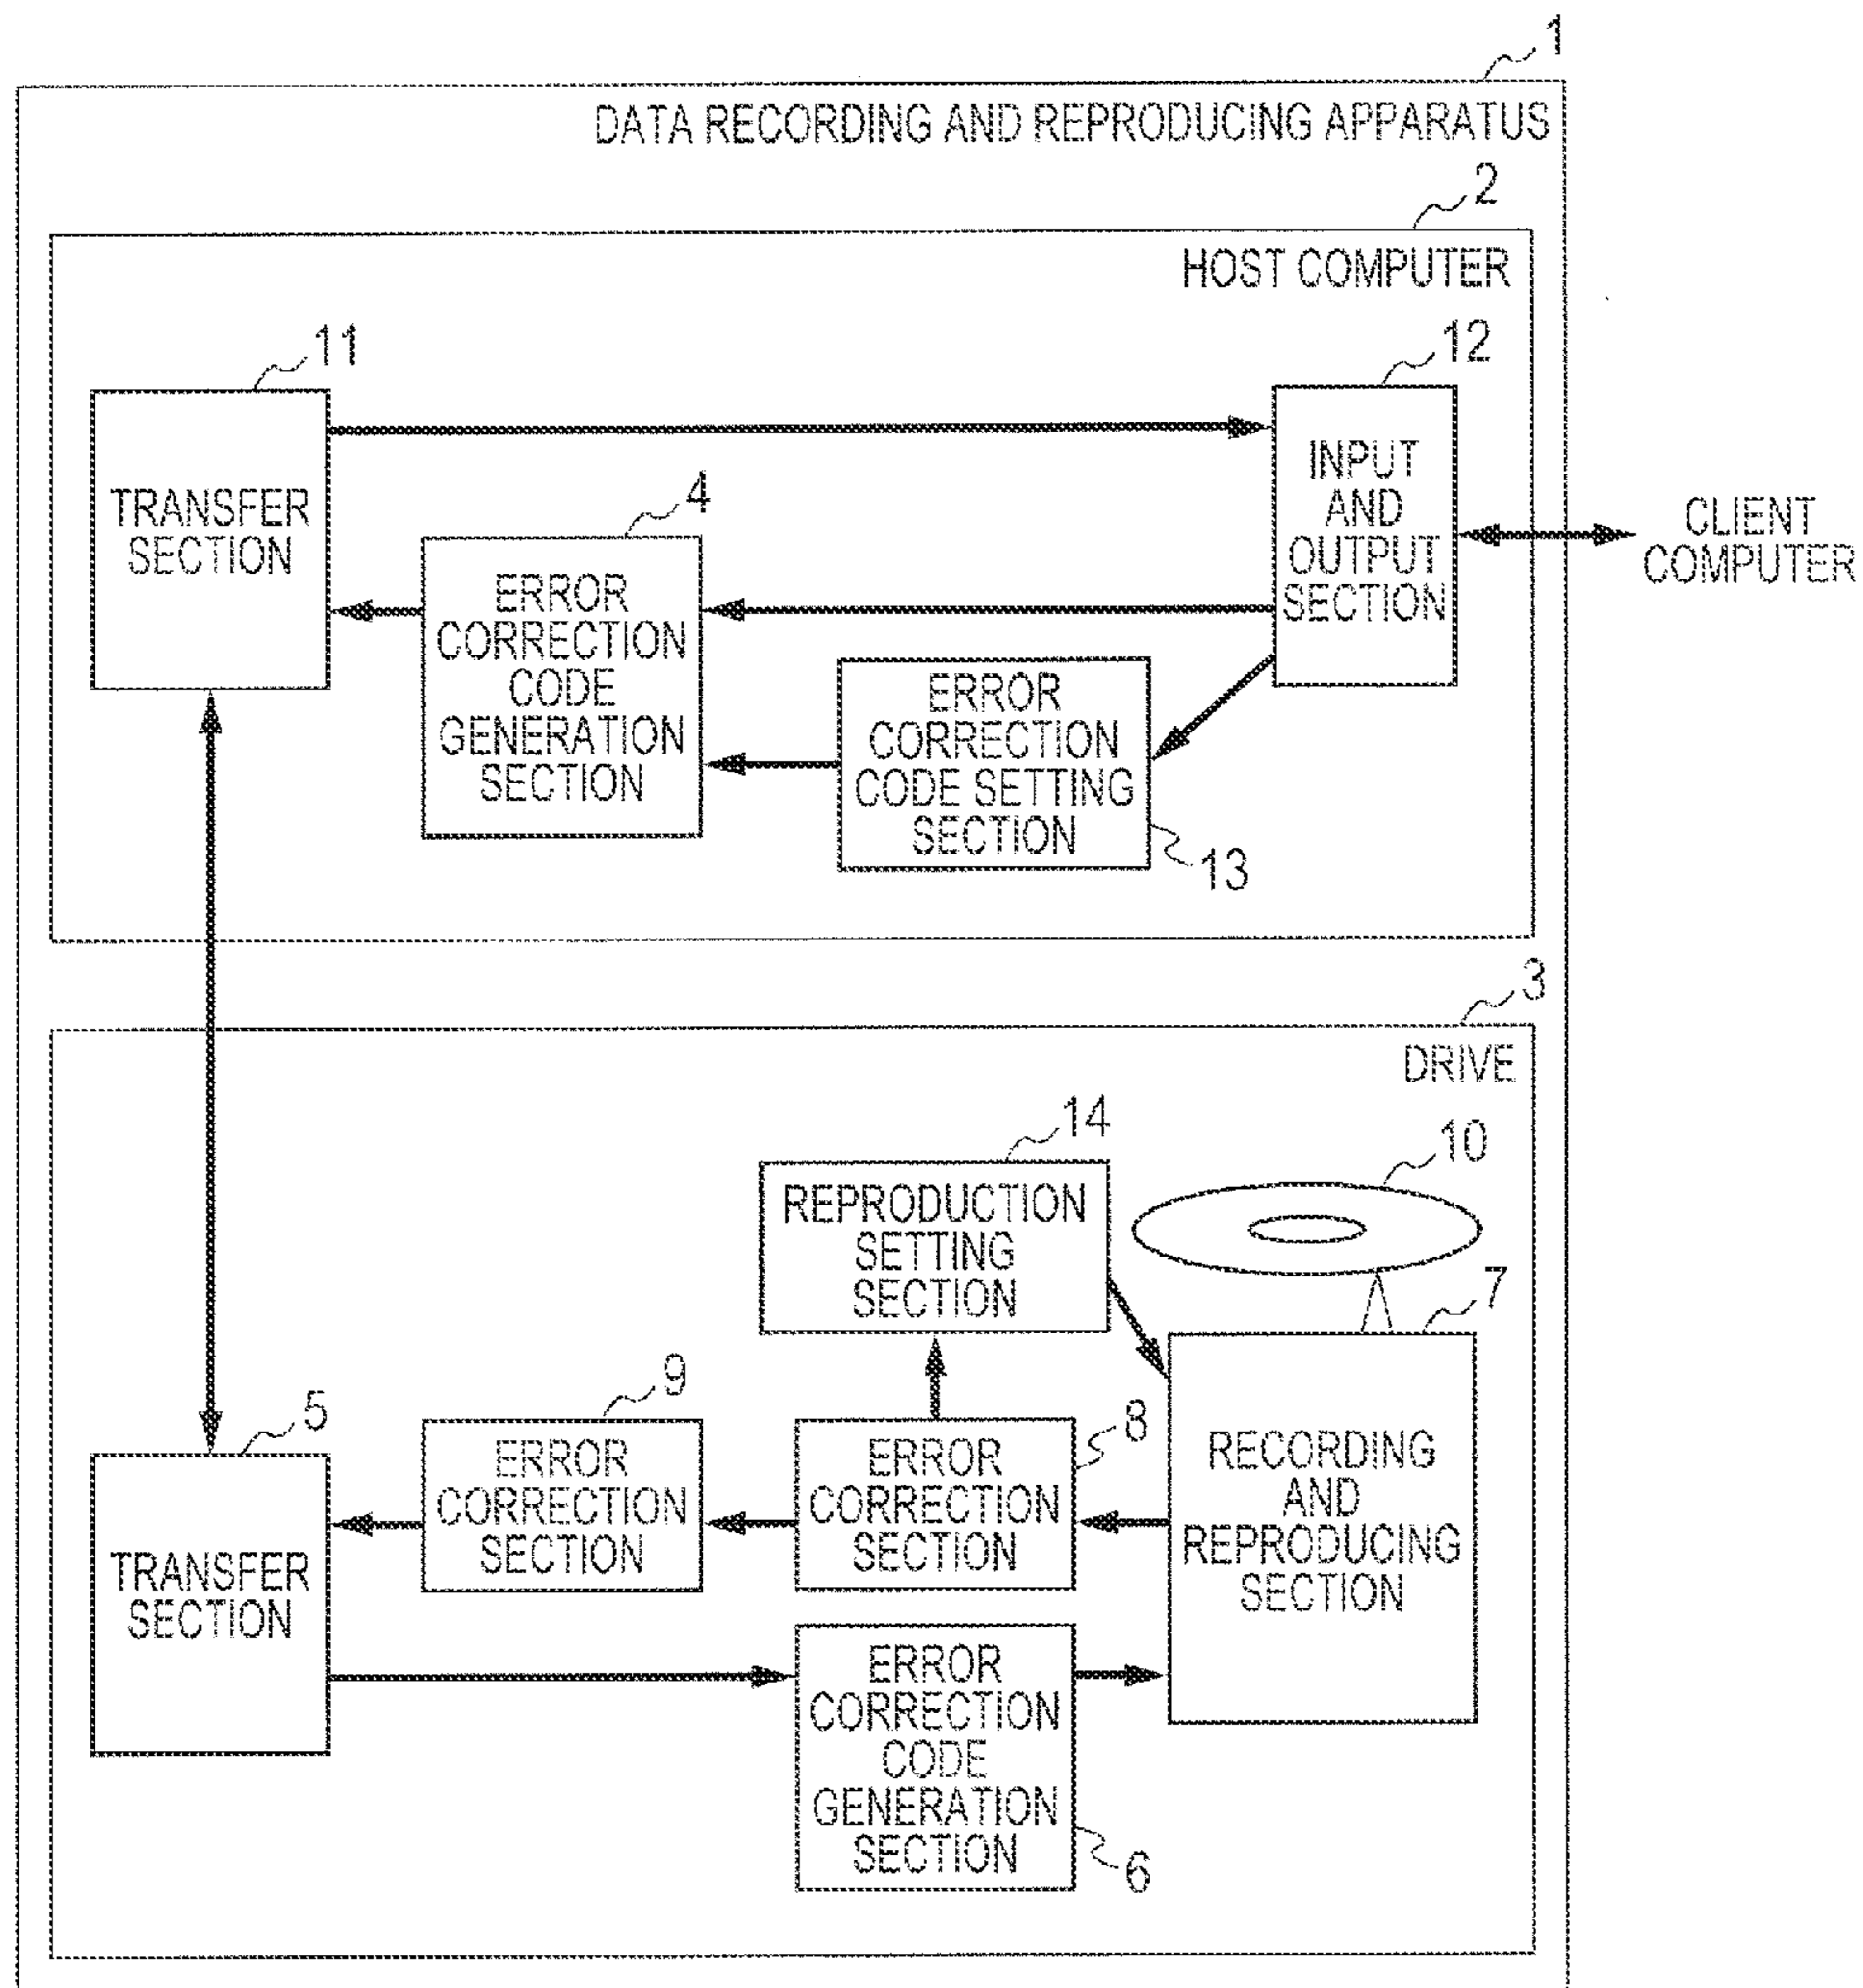 1
DATA RECORDING AND REPRODUCING APPARATUS
2
HOST COMPUTER
11
TRANSFER
SECTION
12
INPUT
AND
OUTPUT
SECTION
CLIENT
COMPUTER
4
ERROR
CORRECTION
CODE
GENERATION
SECTION
ERROR
CORRECTION
CODE SETTING
SECTION
13
3
DRIVE
14
REPRODUCTION
SETTING
SECTION
10
7
RECORDING
AND
REPRODUCING
SECTION
5
TRANSFER
SECTION
9
ERROR
CORRECTION
SECTION
8
ERROR
CORRECTION
SECTION
ERROR
CORRECTION
CODE
GENERATION
SECTION
6